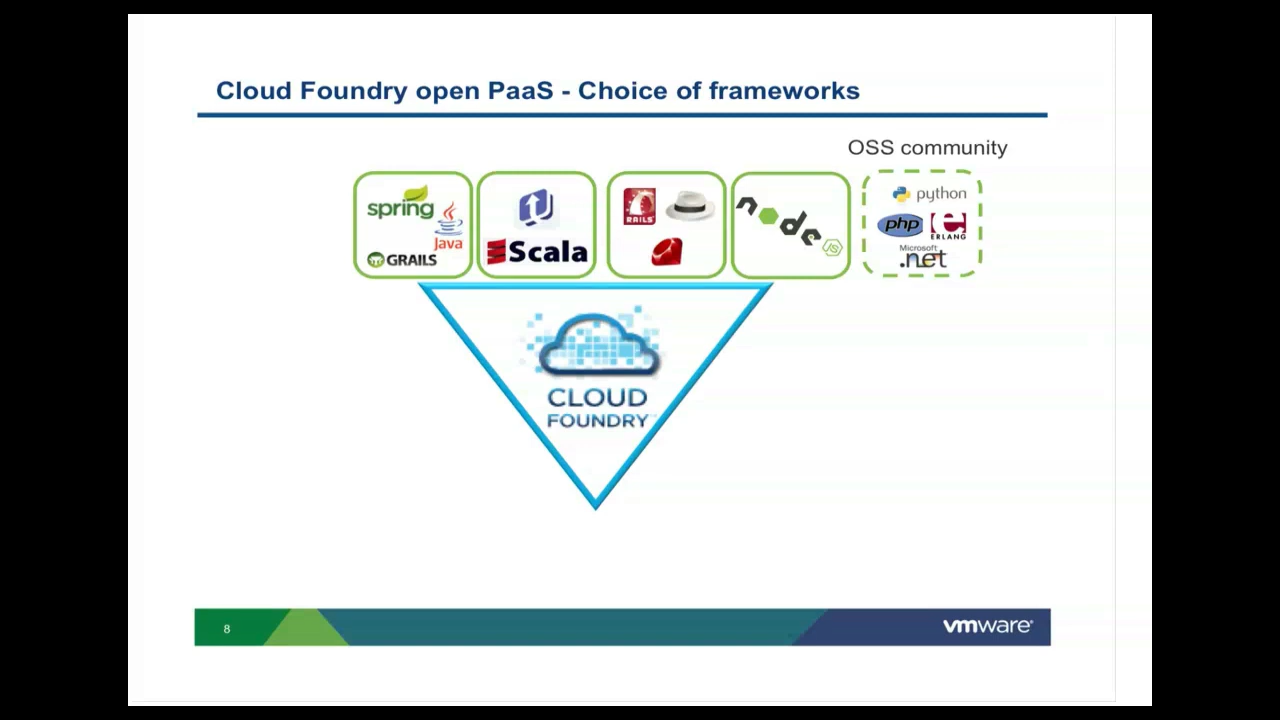 Cloud Foundry open PaaS - Choice of frameworks
OSS community
spring
Java
GRAILS
Scala
RAILS
node
JS
python
php
ERLANG
Microsoft
.net
CLOUD
FOUNDRY
8
vmware